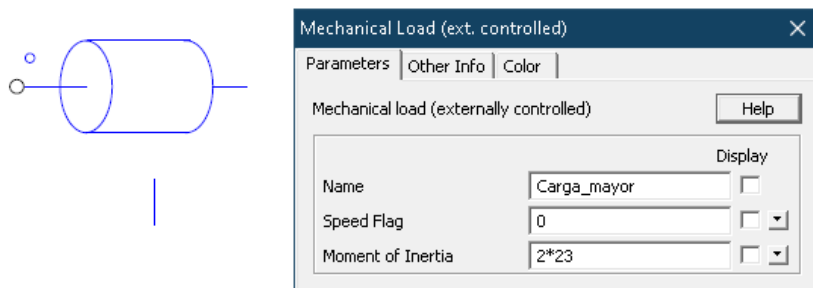 Mechanical Load (ext. controlled)
Parameters Other Info Color
Mechanical load (externally controlled) Help
Display
Name Carga_mayor
Speed Flag 0
Moment of Inertia 2*23